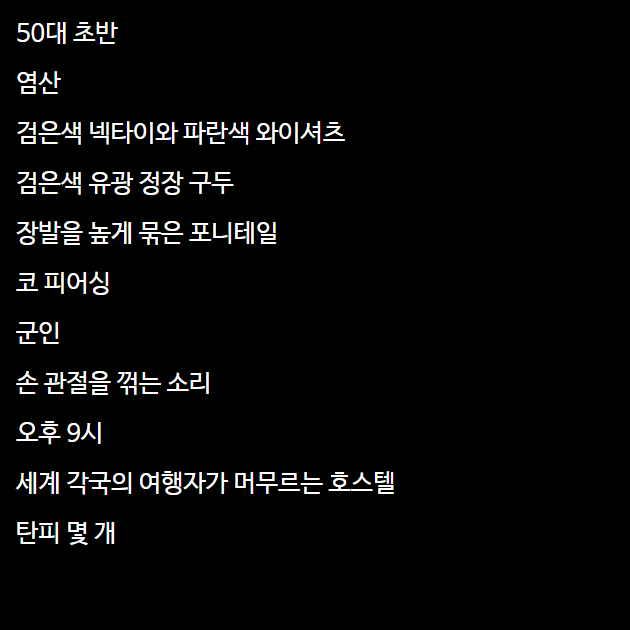 50대 초반
염산
검은색 넥타이와 파란색 와이셔츠
검은색 유광 정장 구두
장발을 높게 묶은 포니테일
코 피어싱
군인
손 관절을 꺾는 소리
오후 9시
세계 각국의 여행자가 머무르는 호스텔
탄피 몇 개